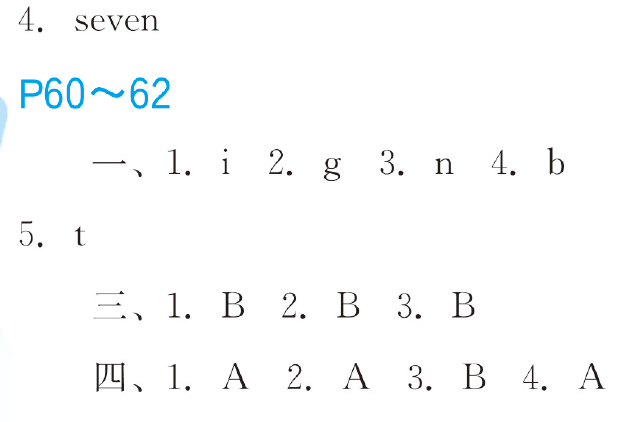 4. seven
P60～62
一、1. i 2. g 3. n 4. b
5. t
三、1. B 2. B 3. B
四、1. A 2. A 3. B 4. A